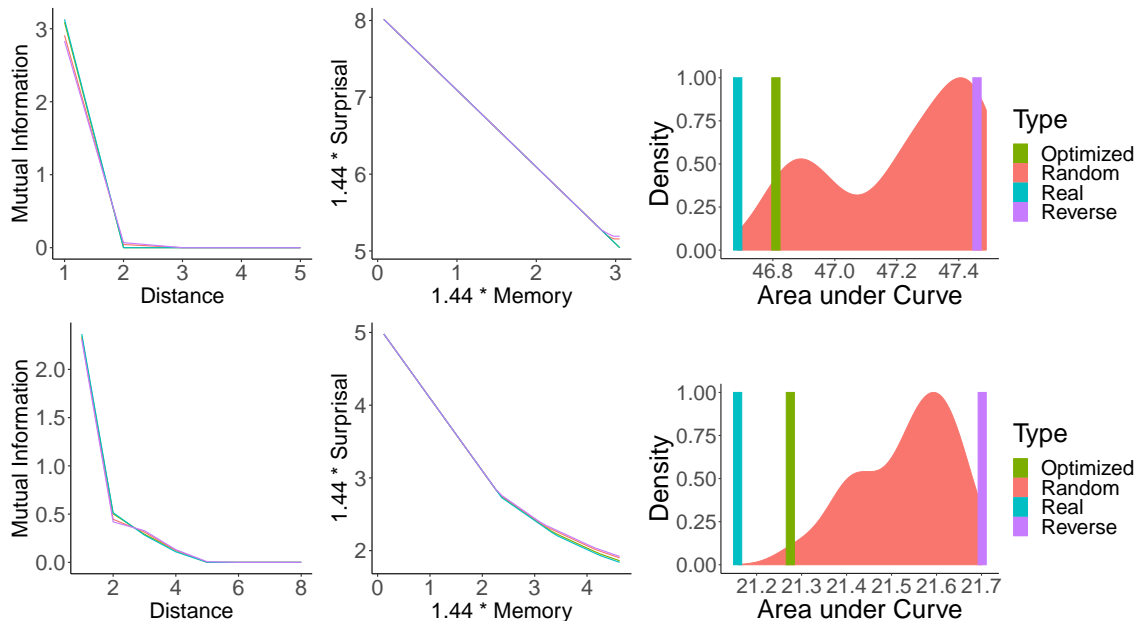 Mutual Information
3
2
1
0
1 2 3 4 5
Distance
1.44 * Surprisal
8
7
6
5
0 1 2 3
1.44 * Memory
Density
1.00
0.75
0.50
0.25
0.00
46.8 47.0 47.2 47.4
Area under Curve
Type
Optimized
Random
Real
Reverse
Mutual Information
2.0
1.5
1.0
0.5
0.0
2 4 6 8
Distance
1.44 * Surprisal
5
4
3
2
0 1 2 3 4
1.44 * Memory
Density
1.00
0.75
0.50
0.25
0.00
21.2 21.3 21.4 21.5 21.6 21.7
Area under Curve
Type
Optimized
Random
Real
Reverse